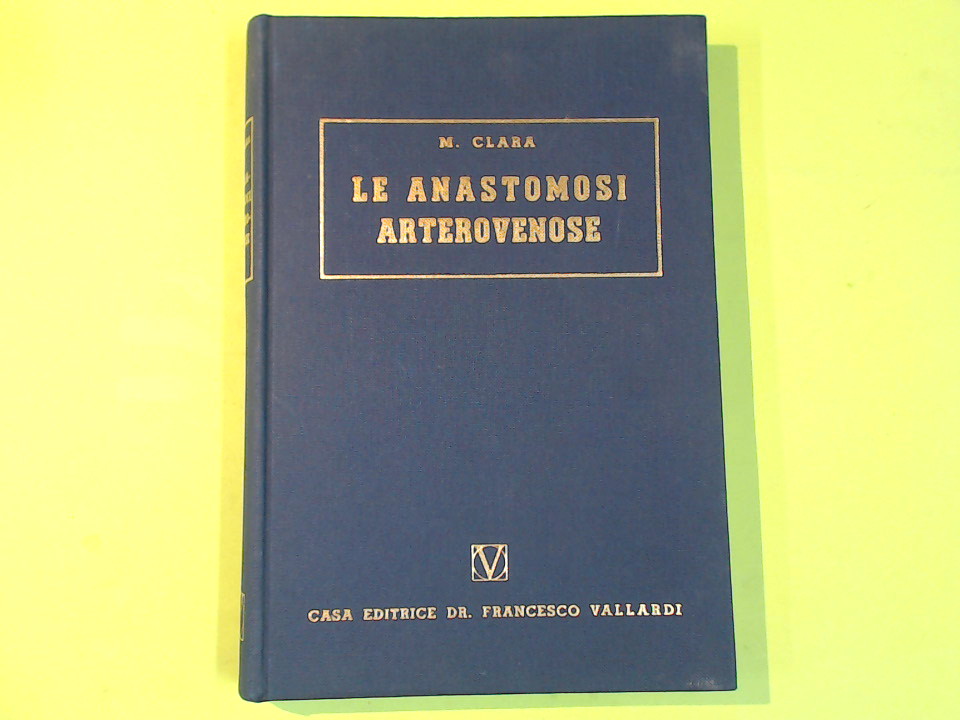 M. CLARA
LE ANASTOMOSI
ARTEROVENOSE
V
CASA EDITRICE DR. FRANCESCO VALLARDI